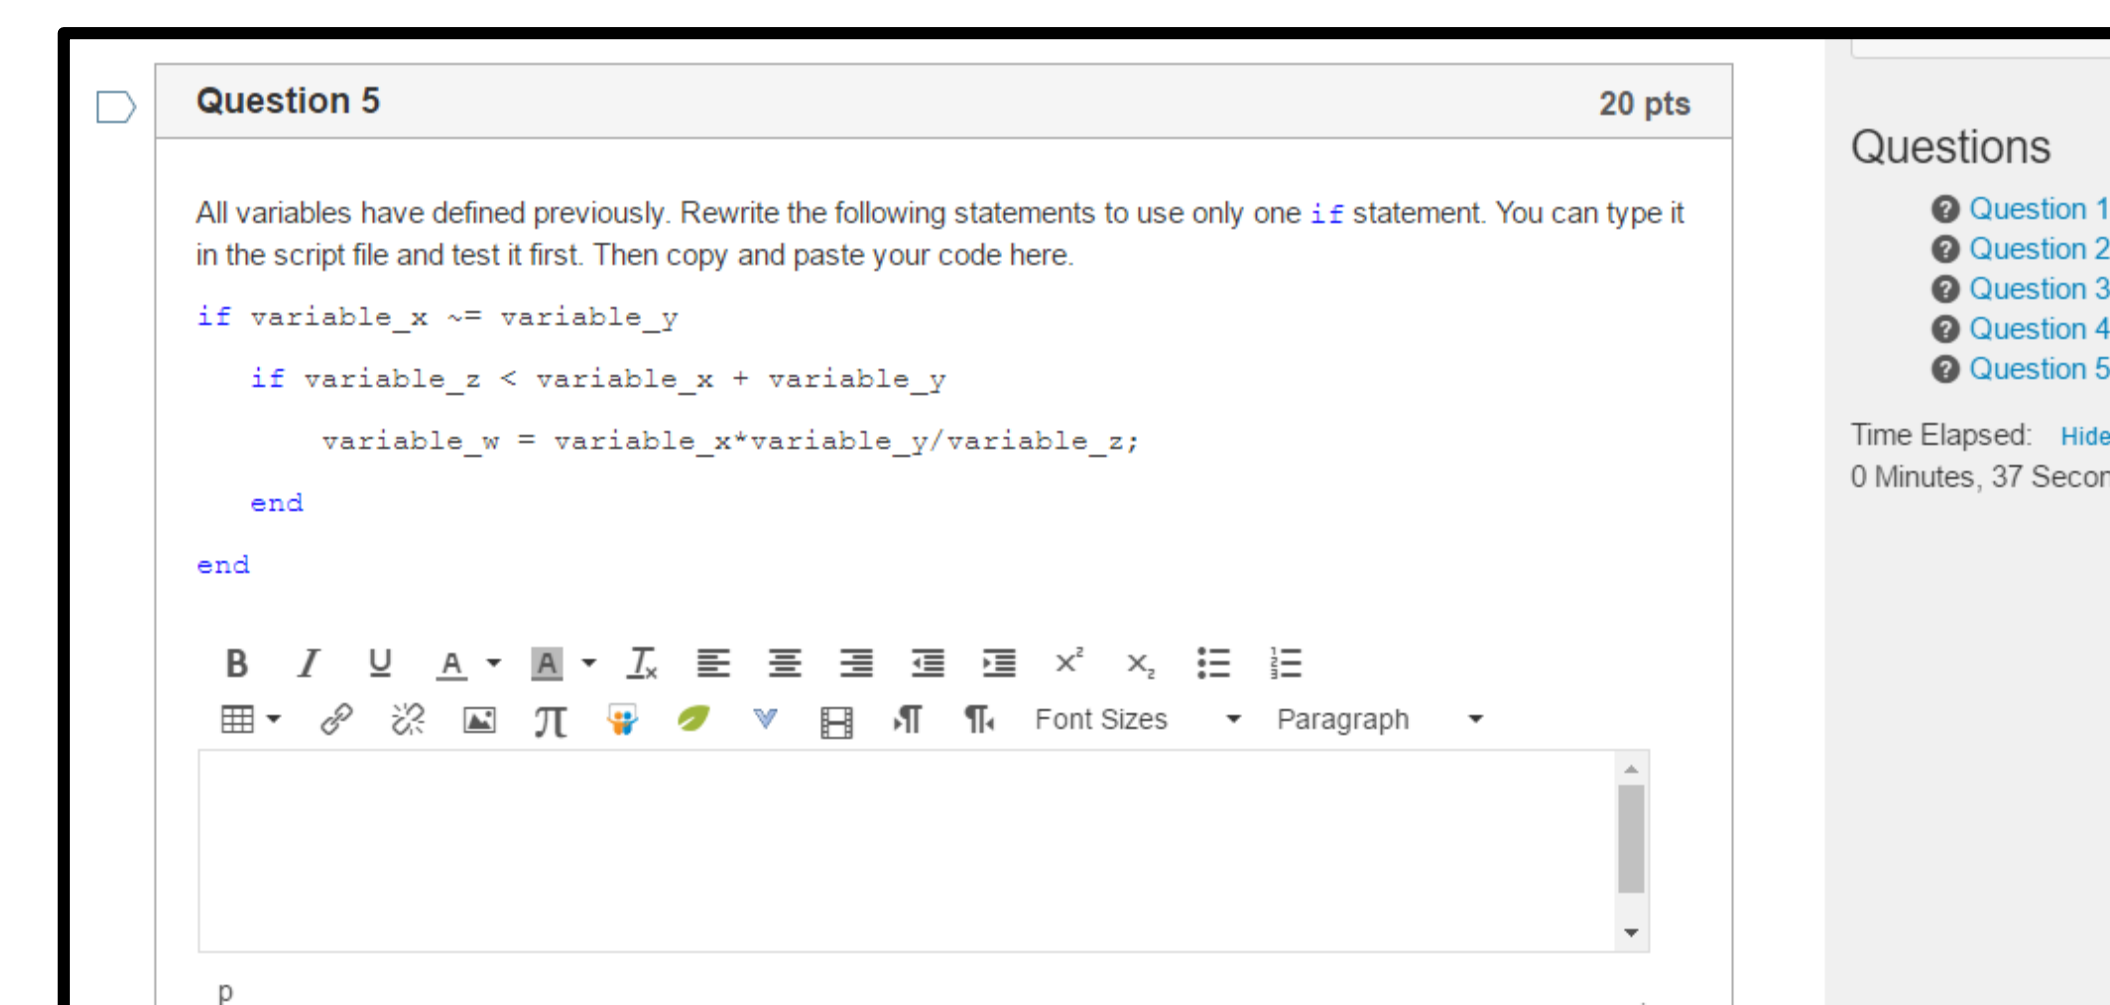 Question 5
20 pts
All variables have defined previously. Rewrite the following statements to use only one if statement. You can type it
in the script file and test it first. Then copy and paste your code here.
if variable_x ~= variable_y
if variable_z < variable_x + variable_y
variable_w = variable_x*variable_y/variable_z;
end
end
B I U A A Tx x² x₂
π Font Sizes Paragraph
p
Questions
Question 1
Question 2
Question 3
Question 4
Question 5
Time Elapsed: Hide
0 Minutes, 37 Secon